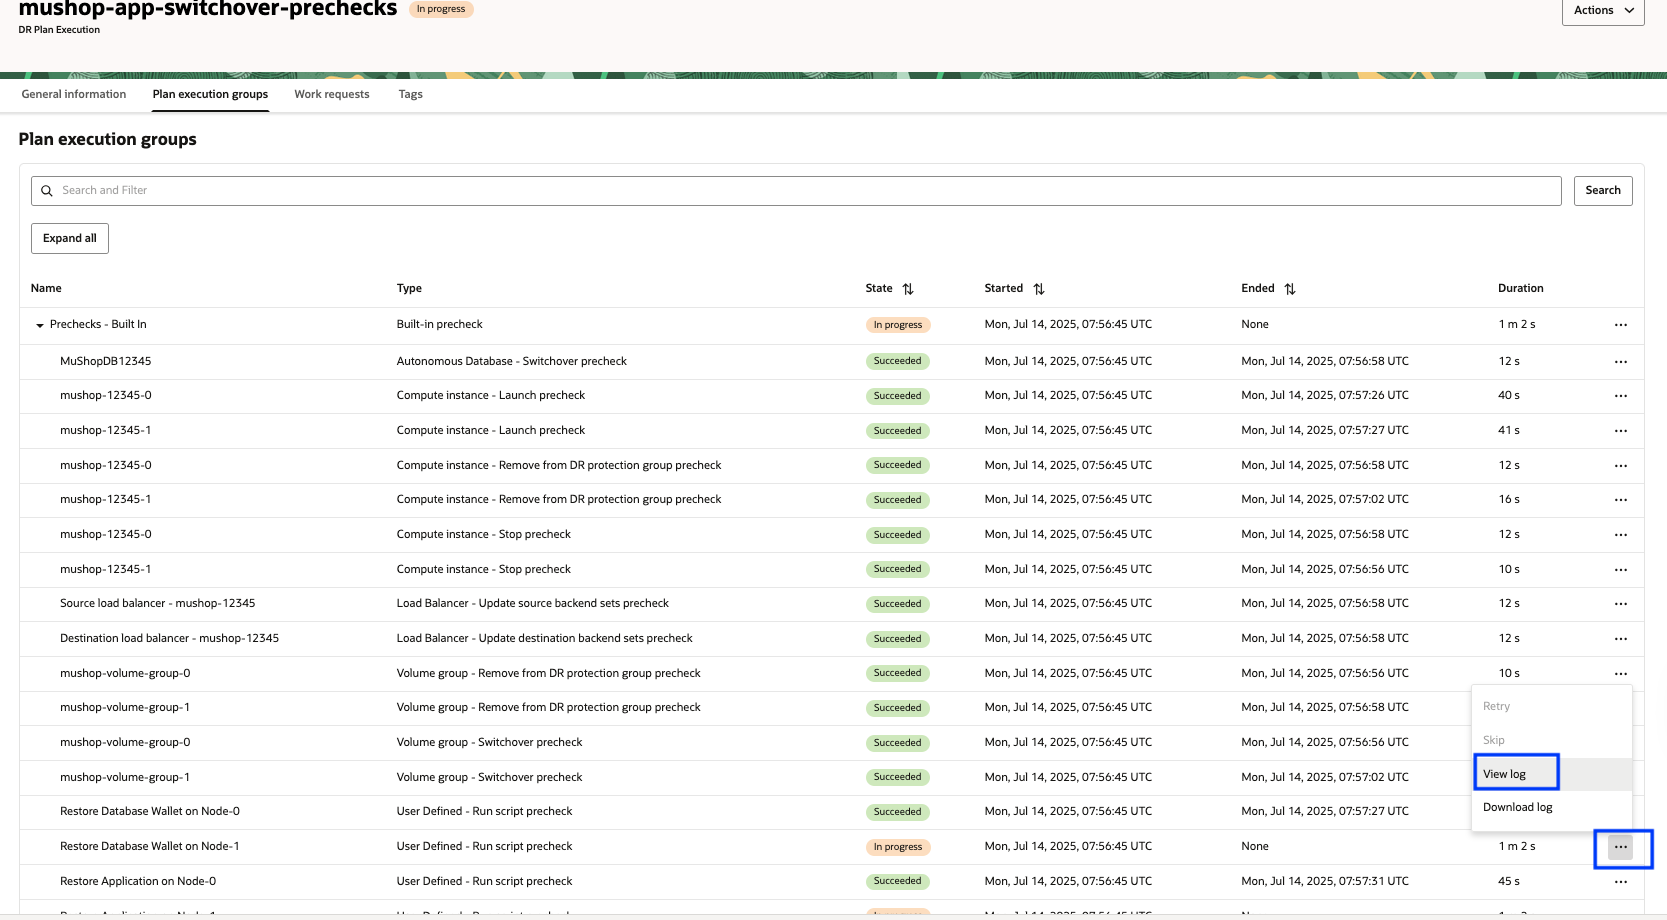 mushop-app-switchover-prechecks In progress
Actions
DR Plan Execution
General information Plan execution groups Work requests Tags
Plan execution groups
Search and Filter Search
Expand all
Name Type State Started Ended Duration
Prechecks - Built In Built-in precheck In progress Mon, Jul 14, 2025, 07:56:45 UTC None 1 m 2 s
MuShopDB12345 Autonomous Database - Switchover precheck Succeeded Mon, Jul 14, 2025, 07:56:45 UTC Mon, Jul 14, 2025, 07:56:58 UTC 12 s
mushop-12345-0 Compute instance - Launch precheck Succeeded Mon, Jul 14, 2025, 07:56:45 UTC Mon, Jul 14, 2025, 07:57:26 UTC 40 s
mushop-12345-1 Compute instance - Launch precheck Succeeded Mon, Jul 14, 2025, 07:56:45 UTC Mon, Jul 14, 2025, 07:57:27 UTC 41 s
mushop-12345-0 Compute instance - Remove from DR protection group precheck Succeeded Mon, Jul 14, 2025, 07:56:45 UTC Mon, Jul 14, 2025, 07:56:58 UTC 12 s
mushop-12345-1 Compute instance - Remove from DR protection group precheck Succeeded Mon, Jul 14, 2025, 07:56:45 UTC Mon, Jul 14, 2025, 07:57:02 UTC 16 s
mushop-12345-0 Compute instance - Stop precheck Succeeded Mon, Jul 14, 2025, 07:56:45 UTC Mon, Jul 14, 2025, 07:56:58 UTC 12 s
mushop-12345-1 Compute instance - Stop precheck Succeeded Mon, Jul 14, 2025, 07:56:45 UTC Mon, Jul 14, 2025, 07:56:56 UTC 10 s
Source load balancer - mushop-12345 Load Balancer - Update source backend sets precheck Succeeded Mon, Jul 14, 2025, 07:56:45 UTC Mon, Jul 14, 2025, 07:56:58 UTC 12 s
Destination load balancer - mushop-12345 Load Balancer - Update destination backend sets precheck Succeeded Mon, Jul 14, 2025, 07:56:45 UTC Mon, Jul 14, 2025, 07:56:58 UTC 12 s
mushop-volume-group-0 Volume group - Remove from DR protection group precheck Succeeded Mon, Jul 14, 2025, 07:56:45 UTC Mon, Jul 14, 2025, 07:56:56 UTC 10 s
mushop-volume-group-1 Volume group - Remove from DR protection group precheck Succeeded Mon, Jul 14, 2025, 07:56:45 UTC Mon, Jul 14, 2025, 07:56:58 UTC Retry
mushop-volume-group-0 Volume group - Switchover precheck Succeeded Mon, Jul 14, 2025, 07:56:45 UTC Mon, Jul 14, 2025, 07:56:56 UTC Skip
mushop-volume-group-1 Volume group - Switchover precheck Succeeded Mon, Jul 14, 2025, 07:56:45 UTC Mon, Jul 14, 2025, 07:57:02 UTC View log
Restore Database Wallet on Node-0 User Defined - Run script precheck Succeeded Mon, Jul 14, 2025, 07:56:45 UTC Mon, Jul 14, 2025, 07:57:27 UTC Download log
Restore Database Wallet on Node-1 User Defined - Run script precheck In progress Mon, Jul 14, 2025, 07:56:45 UTC None 1 m 2 s
Restore Application on Node-0 User Defined - Run script precheck Succeeded Mon, Jul 14, 2025, 07:56:45 UTC Mon, Jul 14, 2025, 07:57:31 UTC 45 s